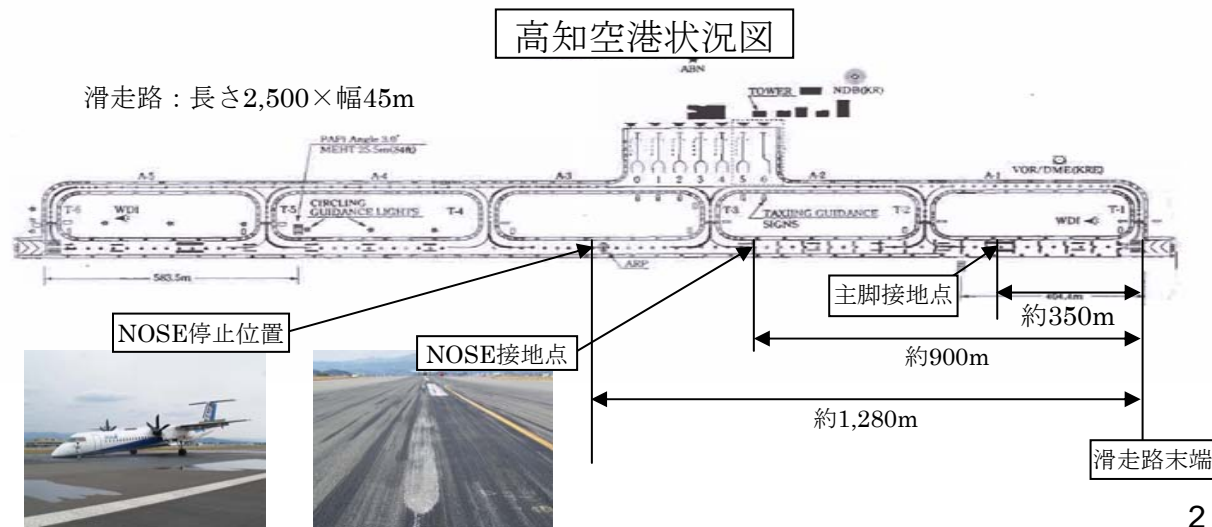 高知空港状況図
滑走路：長さ2,500×幅45m
ABN
TOWER
NDB(KR)
PAPI Angle 3.0°
MEHT 25.5m(84ft)
A-5
A-4
A-3
0 1 2 3 4 5 6
A-2
A-1
VOR/DME(KRE)
T-6
WDI
T-5
CIRCLING
GUIDANCE LIGHTS
T-4
T-3
TAXIING GUIDANCE
SIGNS
T-2
WDI
T-1
ARP
583.5m
主脚接地点
約350m
NOSE停止位置
NOSE接地点
約900m
約1,280m
滑走路末端
2